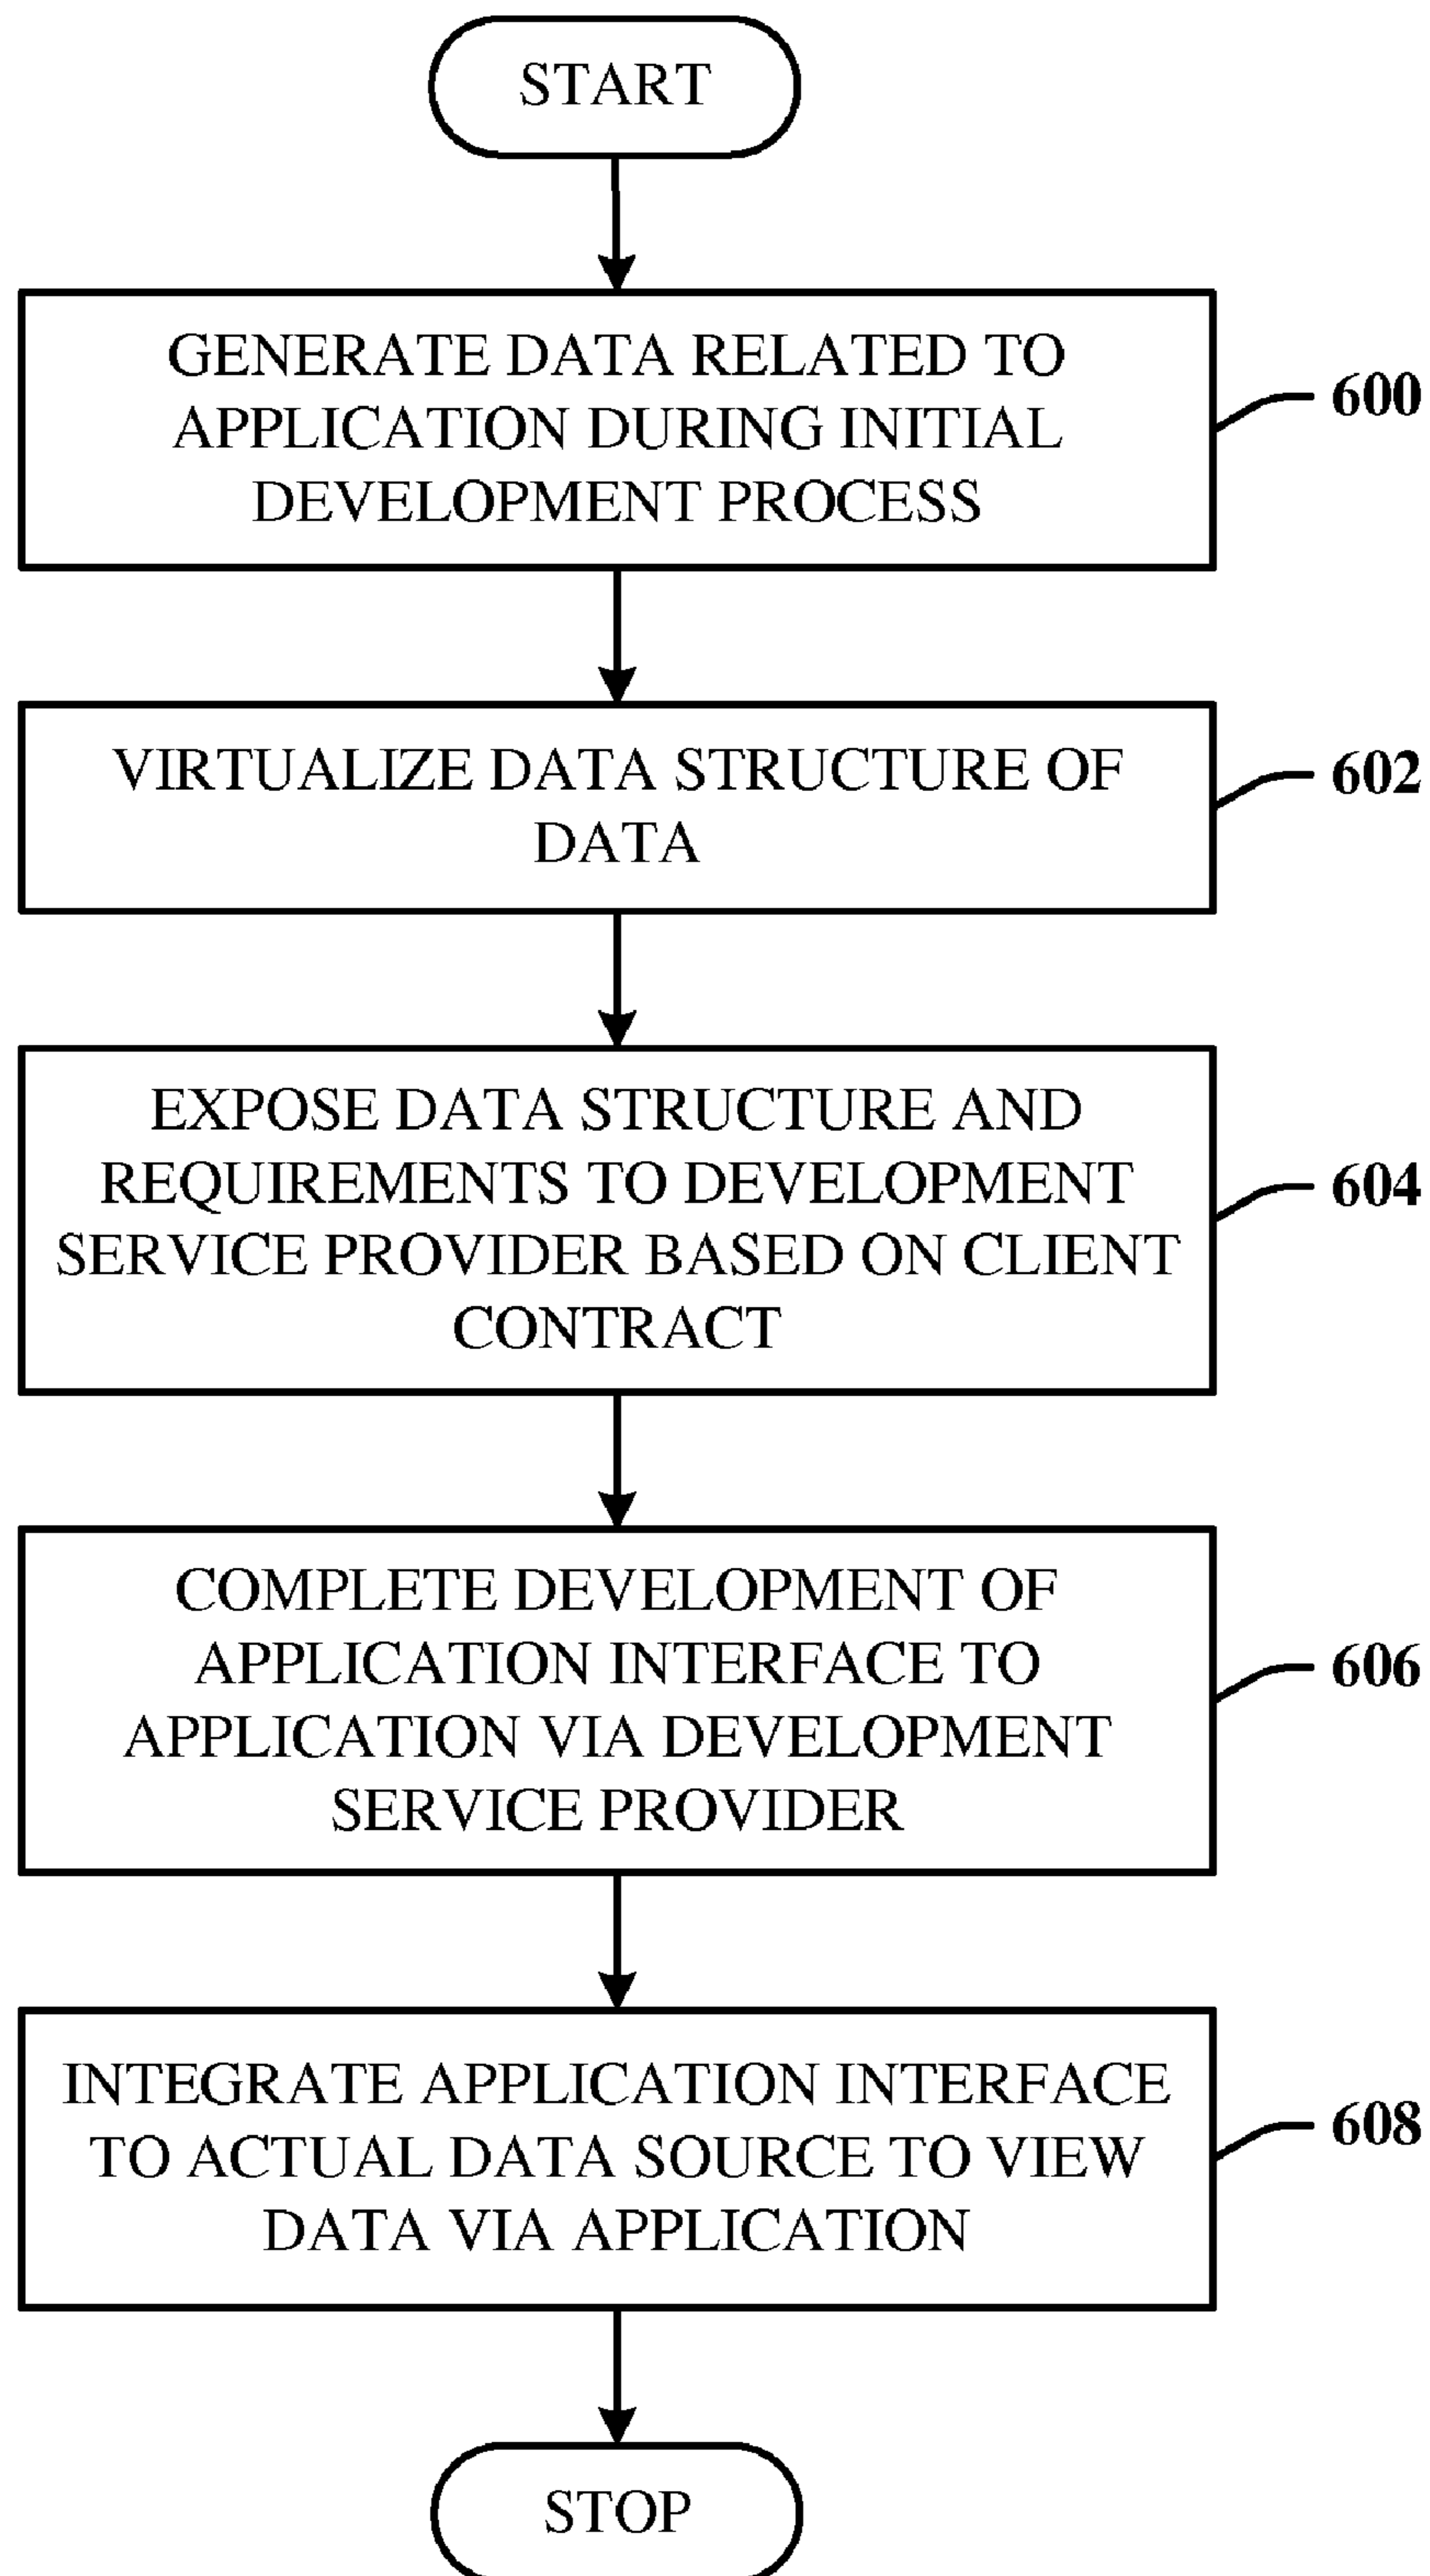 START
GENERATE DATA RELATED TO
APPLICATION DURING INITIAL
DEVELOPMENT PROCESS
600
VIRTUALIZE DATA STRUCTURE OF
DATA
602
EXPOSE DATA STRUCTURE AND
REQUIREMENTS TO DEVELOPMENT
SERVICE PROVIDER BASED ON CLIENT
CONTRACT
604
COMPLETE DEVELOPMENT OF
APPLICATION INTERFACE TO
APPLICATION VIA DEVELOPMENT
SERVICE PROVIDER
606
INTEGRATE APPLICATION INTERFACE
TO ACTUAL DATA SOURCE TO VIEW
DATA VIA APPLICATION
608
STOP